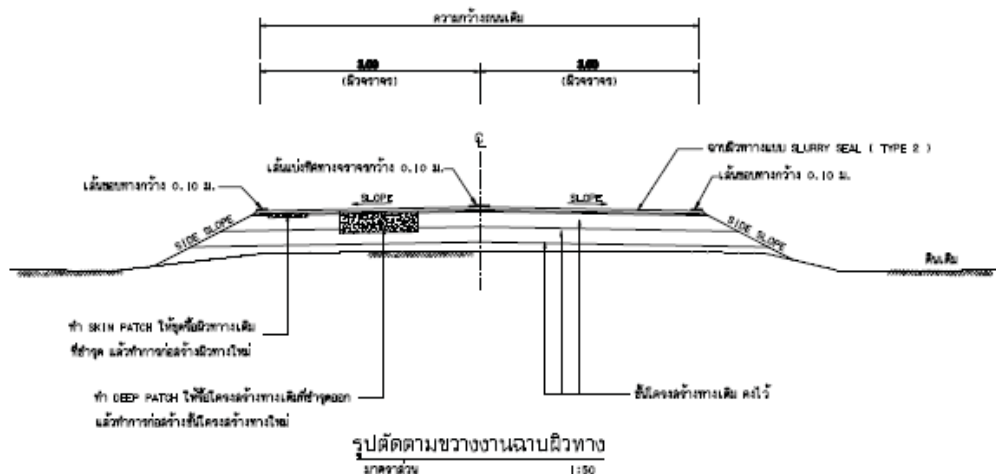 ความกว้างถนนเดิม
3.00 3.00
(ผิวจราจร) (ผิวจราจร)
℄
ฉาบผิวทางแบบ SLURRY SEAL ( TYPE 2 )
เส้นแบ่งทิศทางจราจรกว้าง 0.10 ม.
เส้นขอบทางกว้าง 0.10 ม. เส้นขอบทางกว้าง 0.10 ม.
SLOPE SLOPE
SIDE SLOPE SIDE SLOPE
ดินเดิม
ทำ SKIN PATCH ให้ขุดรื้อผิวทางเดิม
ที่ชำรุด แล้วทำการก่อสร้างผิวทางใหม่
ทำ DEEP PATCH ให้รื้อโครงสร้างทางเดิมที่ชำรุดออก
แล้วทำการก่อสร้างชั้นโครงสร้างทางใหม่
ชั้นโครงสร้างทางเดิม คงไว้
รูปตัดตามขวางงานฉาบผิวทาง
มาตราส่วน 1:50